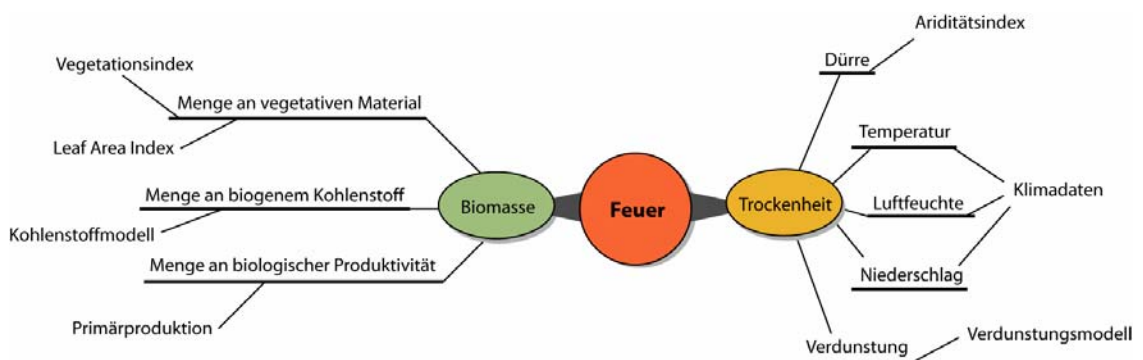 Ariditätsindex
Dürre
Vegetationsindex
Menge an vegetativen Material
Leaf Area Index
Temperatur
Menge an biogenem Kohlenstoff
Biomasse
Feuer
Trockenheit
Luftfeuchte
Klimadaten
Kohlenstoffmodell
Menge an biologischer Produktivität
Niederschlag
Primärproduktion
Verdunstung
Verdunstungsmodell